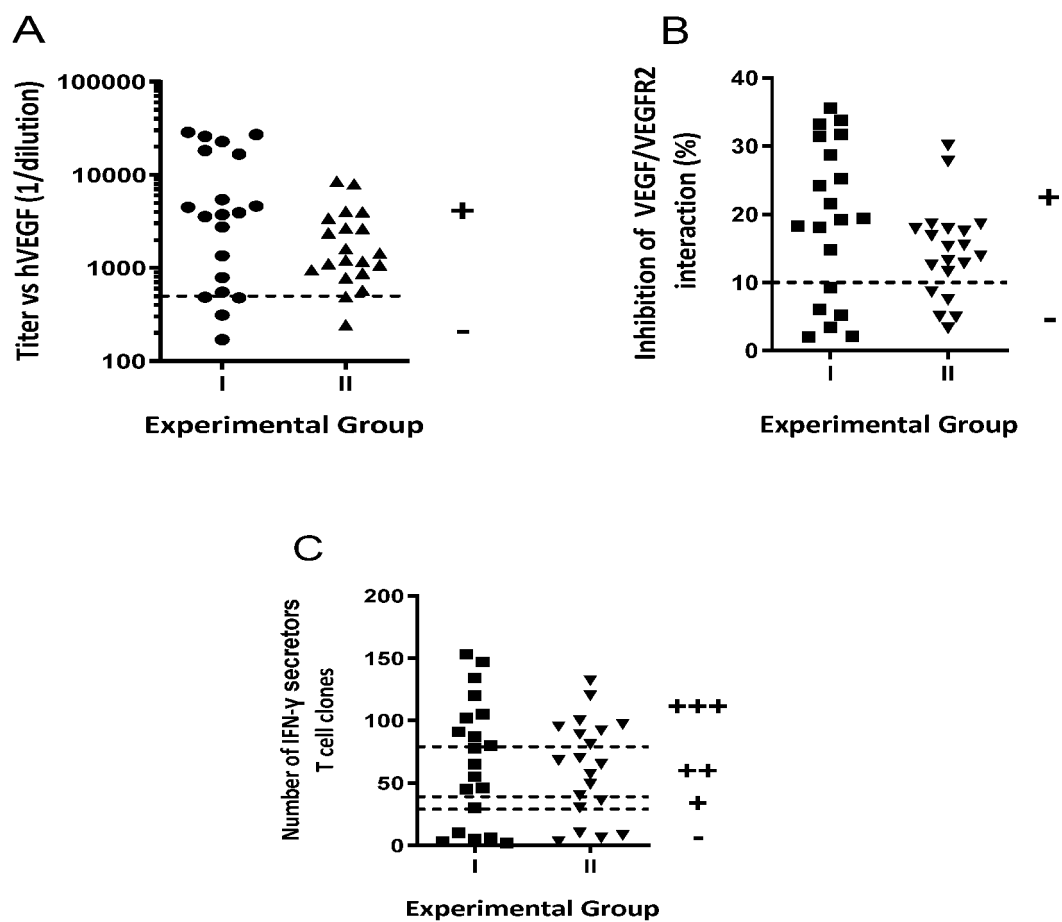 A
Titer vs hVEGF (1/dilution)
100000
10000
1000
100
+
-
I
II
Experimental Group
B
Inhibition of VEGF/VEGFR2
interaction (%)
40
30
20
10
0
+
-
I
II
Experimental Group
C
Number of IFN-γ secretors
T cell clones
200
150
100
50
0
+++
++
+
-
I
II
Experimental Group